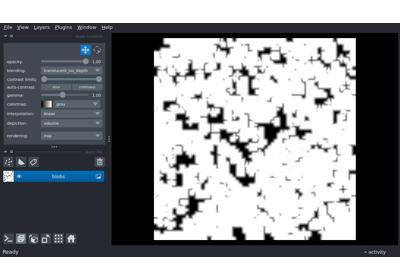 File View Layers Plugins Window Help
opacity: 1.00
blending: translucent_no_depth
contrast limits:
auto-contrast: once continuous
gamma: 1.00
colormap: gray
interpolation: linear
depiction: volume
rendering: mip
blobs
Ready
activity